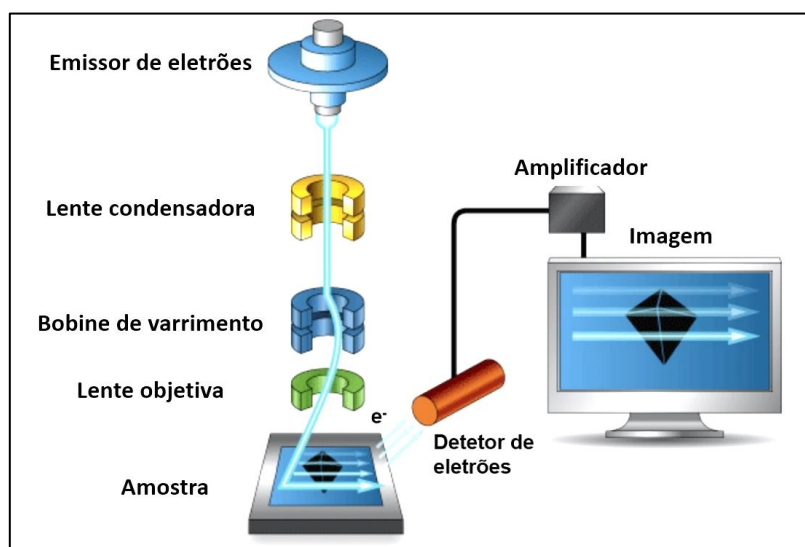 Emissor de eletrões
Lente condensadora
Bobine de varrimento
Lente objetiva
Amostra
e-
Detetor de
eletrões
Amplificador
Imagem